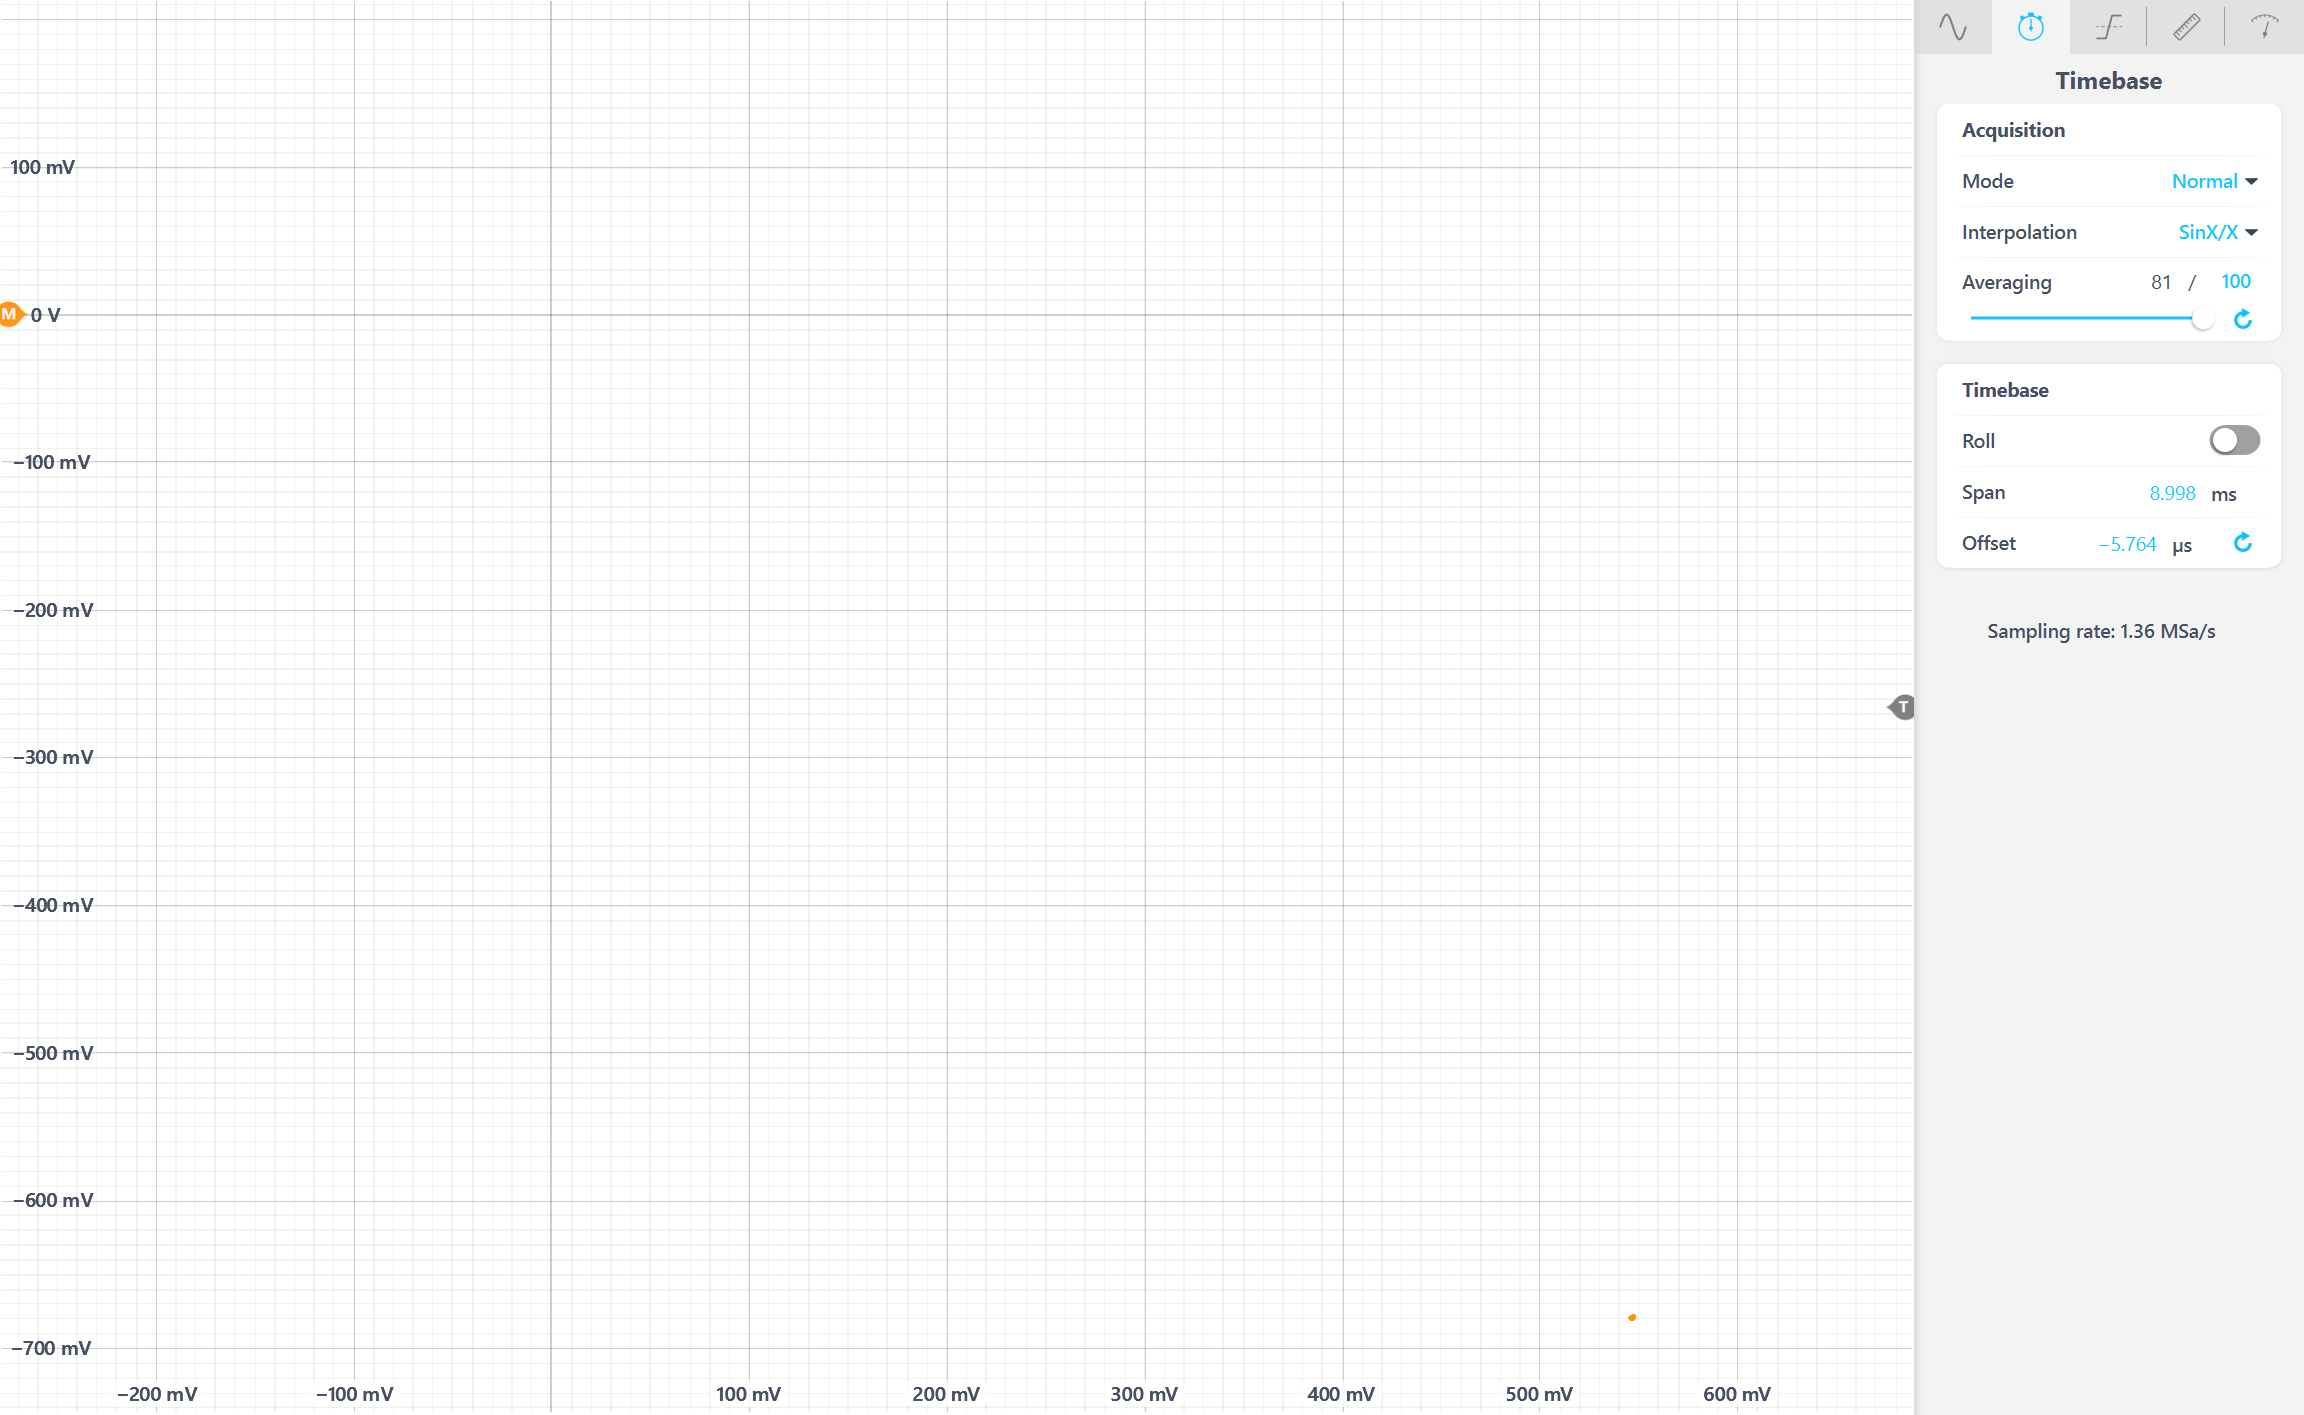 Timebase
Acquisition
100 mV
Mode Normal
Interpolation SinX/X
Averaging 81 / 100
M 0 V
Timebase
Roll
−100 mV
Span 8.998 ms
Offset −5.764 µs
−200 mV
Sampling rate: 1.36 MSa/s
T
−300 mV
−400 mV
−500 mV
−600 mV
−700 mV
−200 mV −100 mV 100 mV 200 mV 300 mV 400 mV 500 mV 600 mV